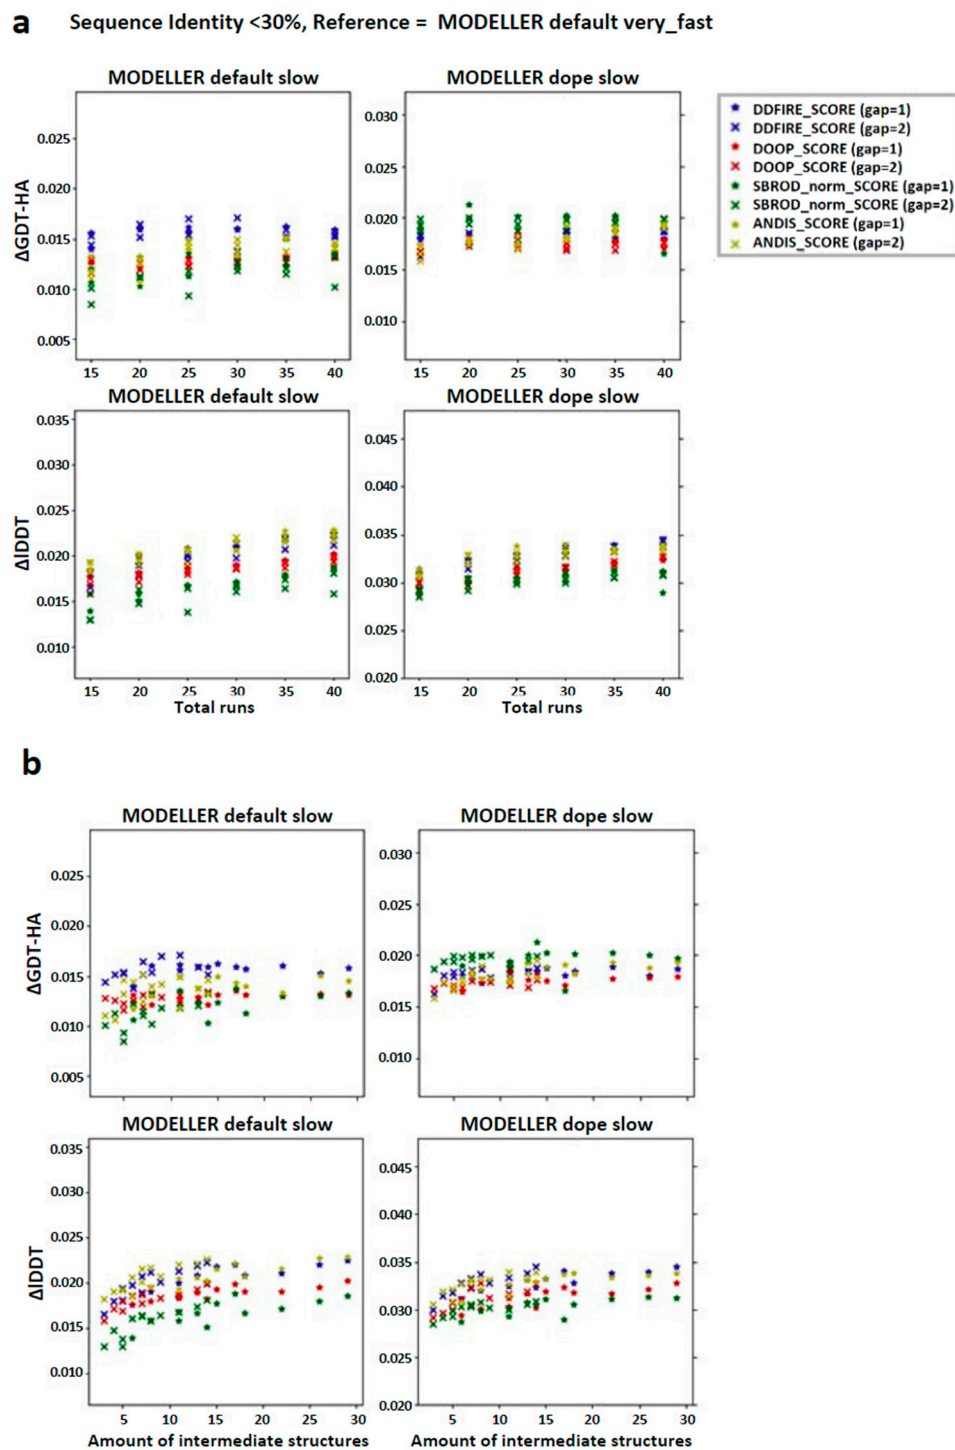 a
Sequence Identity <30%, Reference = MODELLER default very_fast
MODELLER default slow
MODELLER dope slow
ΔGDT-HA
0.025
0.020
0.015
0.010
0.005
15 20 25 30 35 40
0.030
0.025
0.020
0.015
0.010
15 20 25 30 35 40
DDFIRE_SCORE (gap=1)
DDFIRE_SCORE (gap=2)
DOOP_SCORE (gap=1)
DOOP_SCORE (gap=2)
SBROD_norm_SCORE (gap=1)
SBROD_norm_SCORE (gap=2)
ANDIS_SCORE (gap=1)
ANDIS_SCORE (gap=2)
MODELLER default slow
MODELLER dope slow
ΔlDDT
0.035
0.030
0.025
0.020
0.015
0.010
15 20 25 30 35 40
Total runs
0.045
0.040
0.035
0.030
0.025
0.020
15 20 25 30 35 40
Total runs
b
MODELLER default slow
MODELLER dope slow
ΔGDT-HA
0.025
0.020
0.015
0.010
0.005
0.030
0.025
0.020
0.015
0.010
MODELLER default slow
MODELLER dope slow
ΔlDDT
0.035
0.030
0.025
0.020
0.015
0.010
5 10 15 20 25 30
Amount of intermediate structures
0.045
0.040
0.035
0.030
0.025
0.020
5 10 15 20 25 30
Amount of intermediate structures